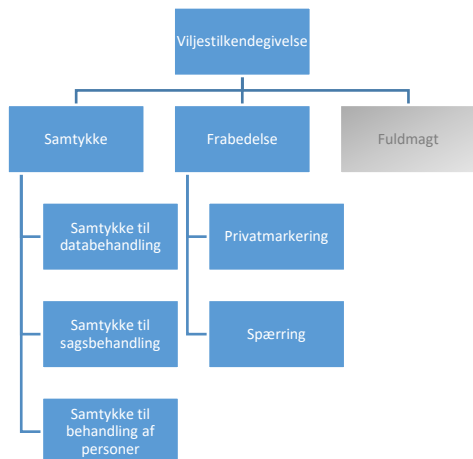 Viljestilkendegivelse
Samtykke
Frabedelse
Fuldmagt
Samtykke til
databehandling
Privatmarkering
Samtykke til
sagsbehandling
Spærring
Samtykke til
behandling af
personer